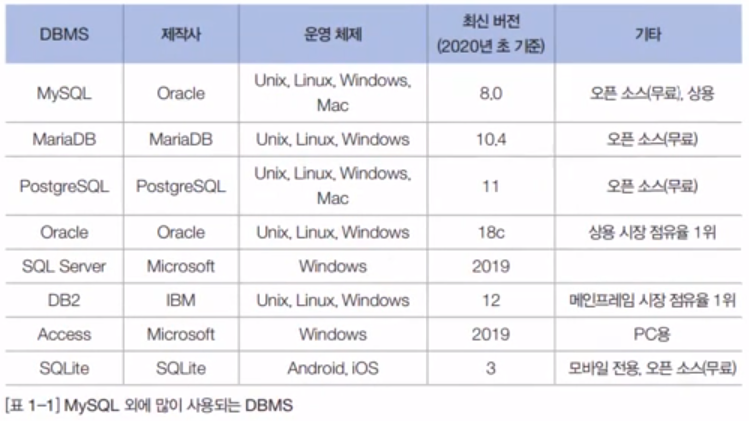 DBMS 제작사 운영 체제 최신 버전 (2020년 초 기준) 기타
MySQL Oracle Unix, Linux, Windows, Mac 8.0 오픈 소스(무료), 상용
MariaDB MariaDB Unix, Linux, Windows 10.4 오픈 소스(무료)
PostgreSQL PostgreSQL Unix, Linux, Windows, Mac 11 오픈 소스(무료)
Oracle Oracle Unix, Linux, Windows 18c 상용 시장 점유율 1위
SQL Server Microsoft Windows 2019
DB2 IBM Unix, Linux, Windows 12 메인프레임 시장 점유율 1위
Access Microsoft Windows 2019 PC용
SQLite SQLite Android, iOS 3 모바일 전용, 오픈 소스(무료)
[표 1-1] MySQL 외에 많이 사용되는 DBMS